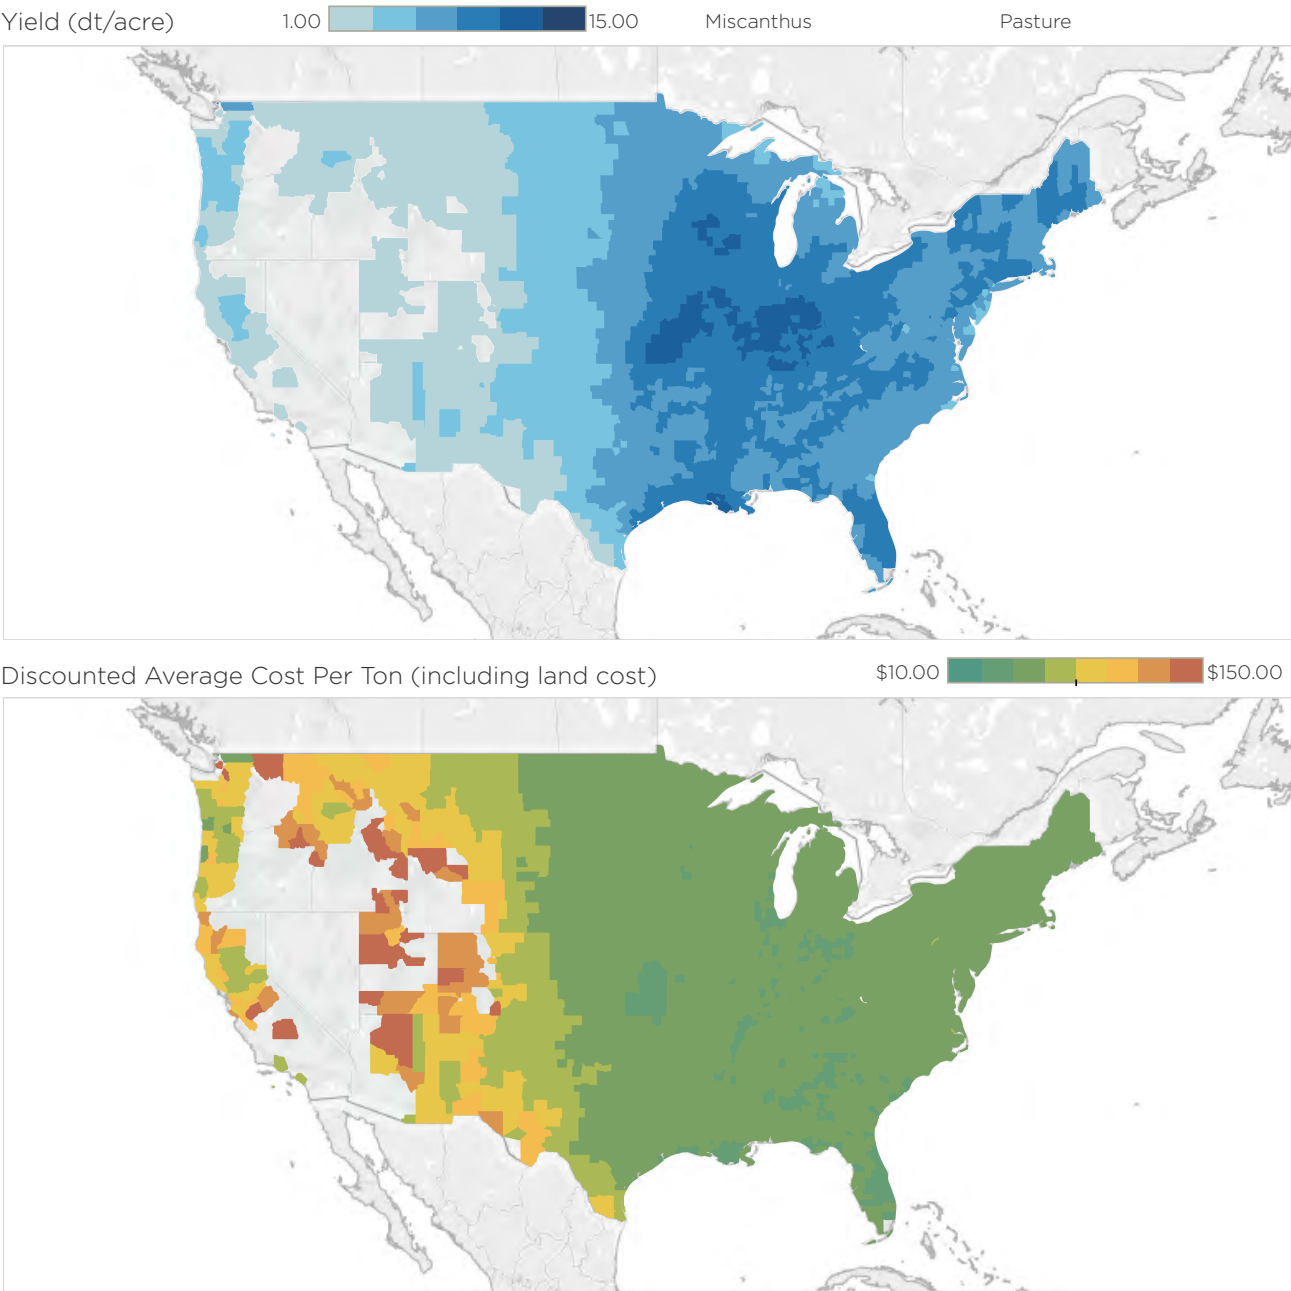 Yield (dt/acre) 1.00 15.00 Miscanthus Pasture
Discounted Average Cost Per Ton (including land cost) $10.00 $150.00